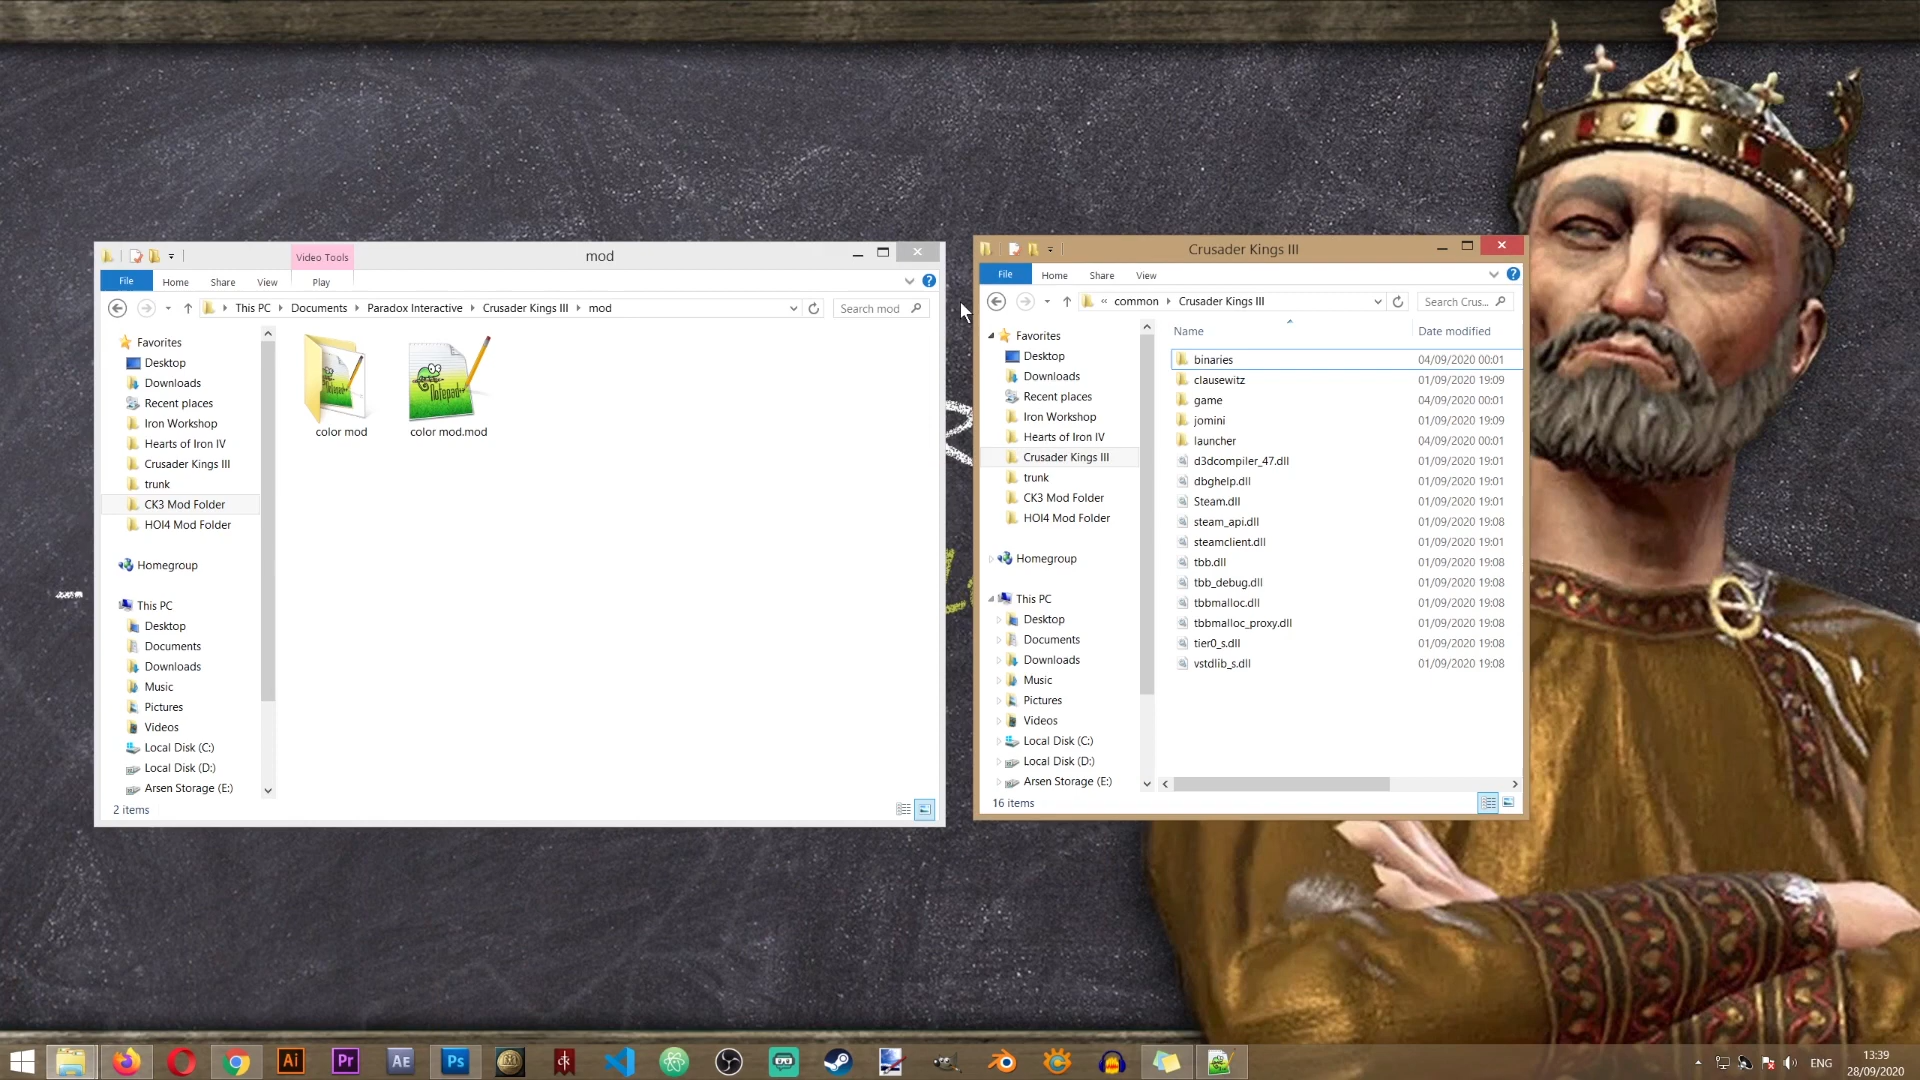 Video Tools
mod
File
Home
Share
View
Play
This PC
Documents
Paradox Interactive
Crusader Kings III
mod
Search mod
Favorites
Desktop
Downloads
Recent places
Iron Workshop
Hearts of Iron IV
Crusader Kings III
trunk
CK3 Mod Folder
HOI4 Mod Folder
Homegroup
This PC
Desktop
Documents
Downloads
Music
Pictures
Videos
Local Disk (C:)
Local Disk (D:)
Arsen Storage (E:)
color mod
Notepad++
color mod.mod
2 items
Crusader Kings III
File
Home
Share
View
common
Crusader Kings III
Search Crus...
Favorites
Desktop
Downloads
Recent places
Iron Workshop
Hearts of Iron IV
Crusader Kings III
trunk
CK3 Mod Folder
HOI4 Mod Folder
Homegroup
This PC
Desktop
Documents
Downloads
Music
Pictures
Videos
Local Disk (C:)
Local Disk (D:)
Arsen Storage (E:)
Name Date modified
binaries 04/09/2020 00:01
clausewitz 01/09/2020 19:09
game 04/09/2020 00:01
jomini 01/09/2020 19:09
launcher 04/09/2020 00:01
d3dcompiler_47.dll 01/09/2020 19:01
dbghelp.dll 01/09/2020 19:01
Steam.dll 01/09/2020 19:01
steam_api.dll 01/09/2020 19:08
steamclient.dll 01/09/2020 19:01
tbb.dll 01/09/2020 19:08
tbb_debug.dll 01/09/2020 19:08
tbbmalloc.dll 01/09/2020 19:08
tbbmalloc_proxy.dll 01/09/2020 19:08
tier0_s.dll 01/09/2020 19:08
vstdlib_s.dll 01/09/2020 19:08
16 items
Ai
Pr
Ae
Ps
ENG
13:39
28/09/2020